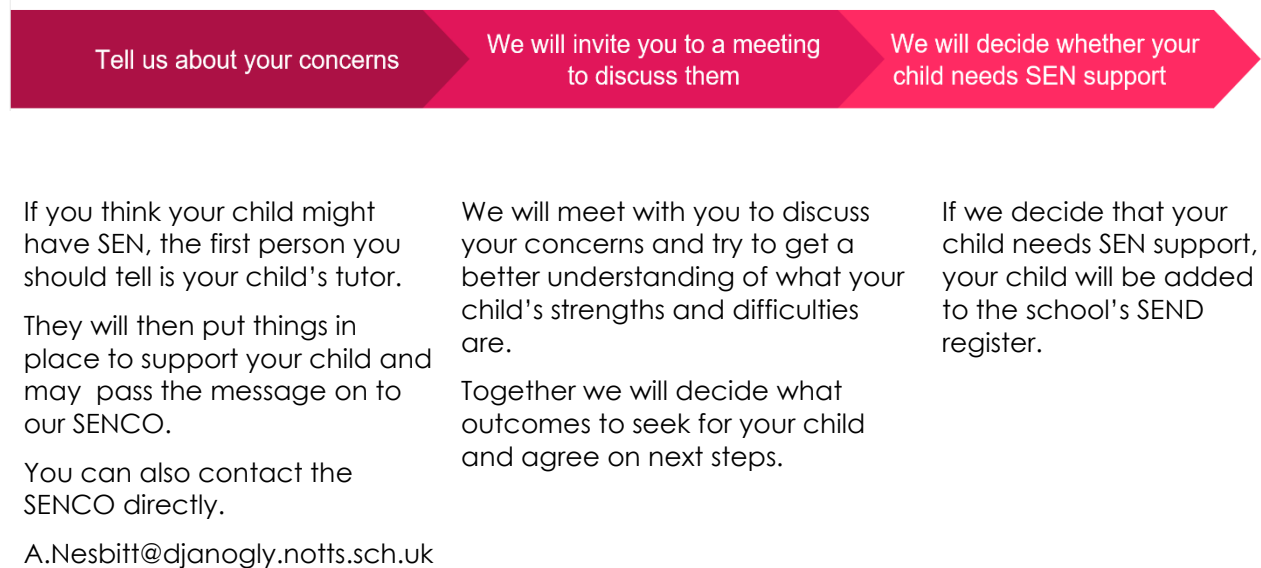 Tell us about your concerns
We will invite you to a meeting
to discuss them
We will decide whether your
child needs SEN support
If you think your child might
have SEN, the first person you
should tell is your child’s tutor.
They will then put things in
place to support your child and
may  pass the message on to
our SENCO.
You can also contact the
SENCO directly.
A.Nesbitt@djanogly.notts.sch.uk
We will meet with you to discuss
your concerns and try to get a
better understanding of what your
child’s strengths and difficulties
are.
Together we will decide what
outcomes to seek for your child
and agree on next steps.
If we decide that your
child needs SEN support,
your child will be added
to the school’s SEND
register.